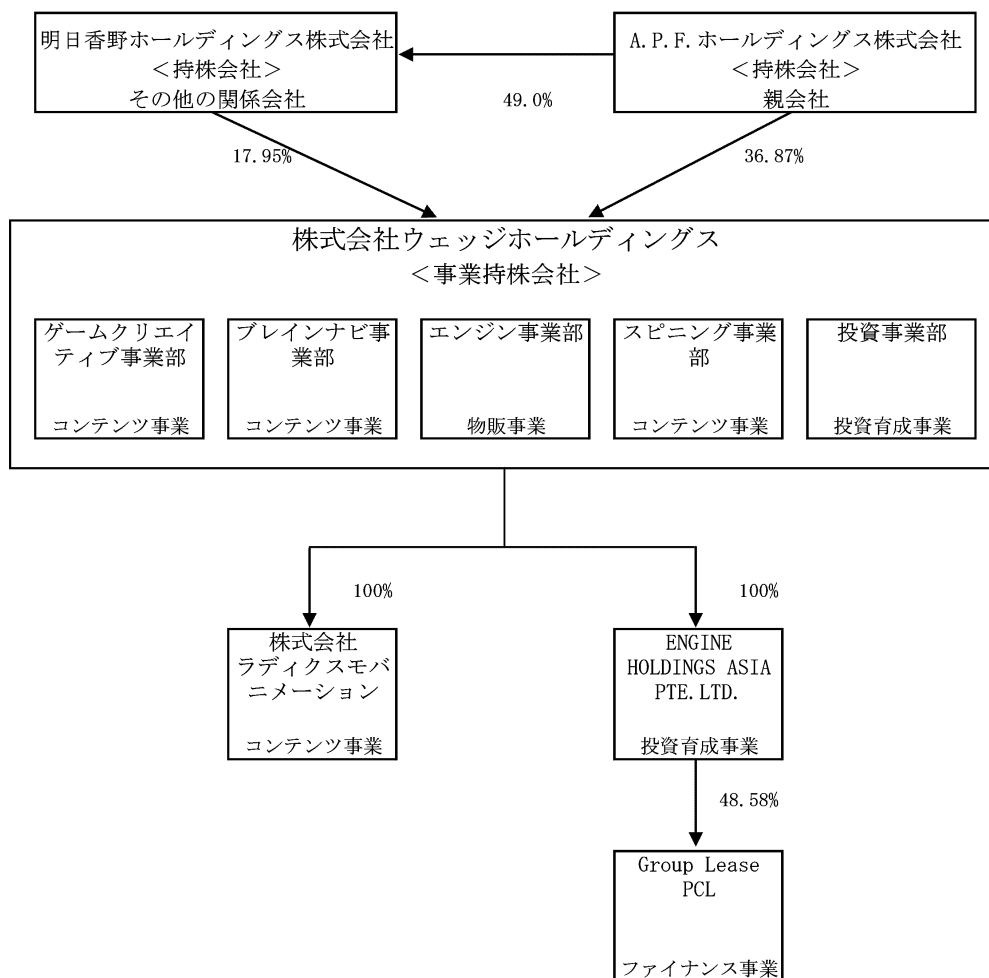 明日香野ホールディングス株式会社
＜持株会社＞
その他の関係会社
A.P.F.ホールディングス株式会社
＜持株会社＞
親会社
49.0%
17.95%
36.87%
株式会社ウェッジホールディングス
＜事業持株会社＞
ゲームクリエイ
ティブ事業部
コンテンツ事業
ブレインナビ事
業部
コンテンツ事業
エンジン事業部
物販事業
スピニング事業
部
コンテンツ事業
投資事業部
投資育成事業
100%
100%
株式会社
ラディクスモバ
ニメーション
コンテンツ事業
ENGINE
HOLDINGS ASIA
PTE.LTD.
投資育成事業
48.58%
Group Lease
PCL
ファイナンス事業